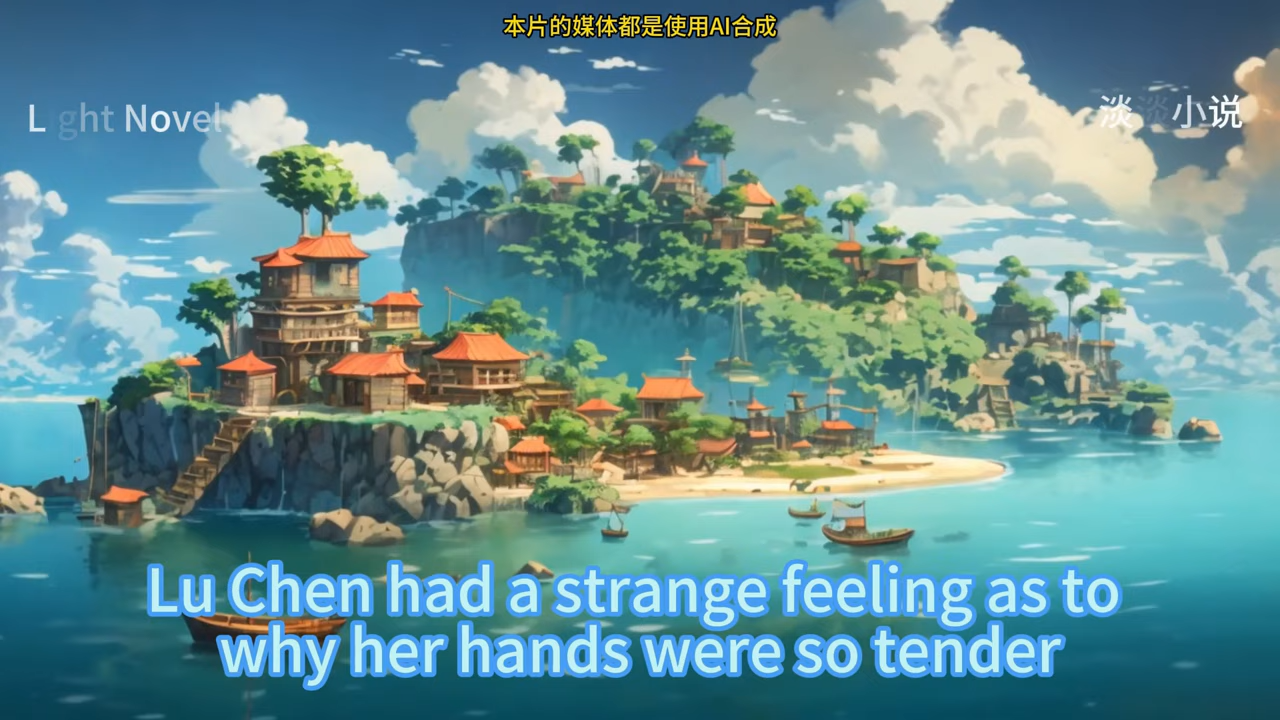 本片的媒体都是使用AI合成
Light Novel
淡淡小说
Lu Chen had a strange feeling as to
why her hands were so tender